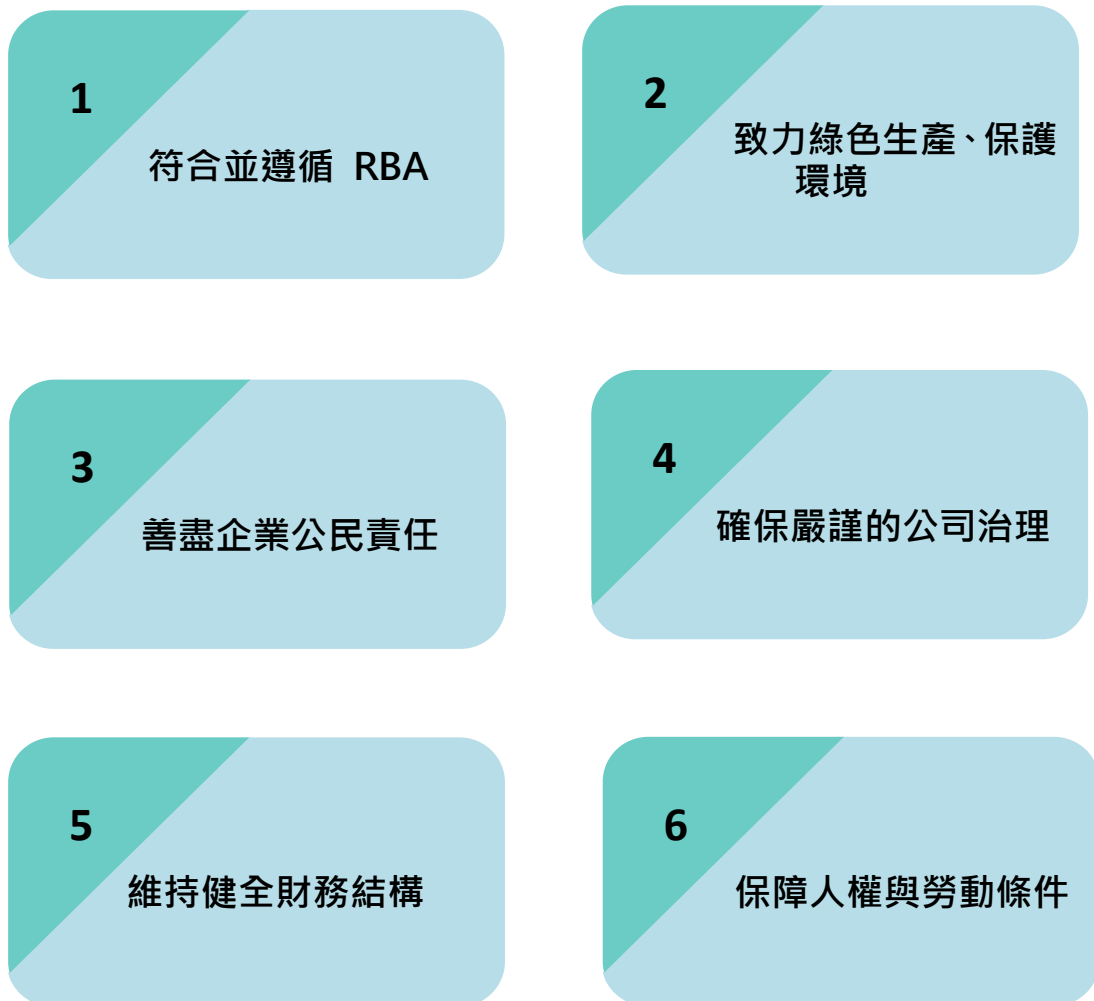 1
符合並遵循 RBA
2
致力綠色生產、保護
環境
3
善盡企業公民責任
4
確保嚴謹的公司治理
5
維持健全財務結構
6
保障人權與勞動條件